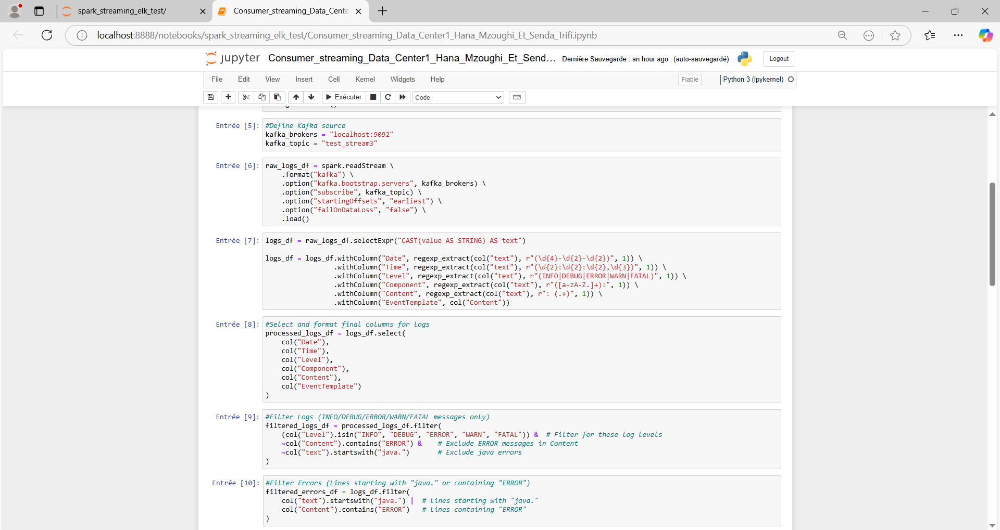 spark_streaming_elk_test/
Consumer_streaming_Data_Cente
localhost:8888/notebooks/spark_streaming_elk_test/Consumer_streaming_Data_Center1_Hana_Mzoughi_Et_Senda_Trifi.ipynb
jupyter Consumer_streaming_Data_Center1_Hana_Mzoughi_Et_Send... Dernière Sauvegarde : an hour ago (auto-sauvegardé) Logout
File Edit View Insert Cell Kernel Widgets Help Fiable Python 3 (ipykernel)
Exécuter Code
Entrée [5]: #Define Kafka source
kafka_brokers = "localhost:9092"
kafka_topic = "test_stream3"
Entrée [6]: raw_logs_df = spark.readStream \
    .format("kafka") \
    .option("kafka.bootstrap.servers", kafka_brokers) \
    .option("subscribe", kafka_topic) \
    .option("startingOffsets", "earliest") \
    .option("failOnDataLoss", "false") \
    .load()
Entrée [7]: logs_df = raw_logs_df.selectExpr("CAST(value AS STRING) AS text")
logs_df = logs_df.withColumn("Date", regexp_extract(col("text"), r"(\d{4}-\d{2}-\d{2})", 1)) \
                 .withColumn("Time", regexp_extract(col("text"), r"(\d{2}:\d{2}:\d{2},\d{3})", 1)) \
                 .withColumn("Level", regexp_extract(col("text"), r"(INFO|DEBUG|ERROR|WARN|FATAL)", 1)) \
                 .withColumn("Component", regexp_extract(col("text"), r"([a-zA-Z.]+):", 1)) \
                 .withColumn("Content", regexp_extract(col("text"), r": (.+)", 1)) \
                 .withColumn("EventTemplate", col("Content"))
Entrée [8]: #Select and format final columns for logs
processed_logs_df = logs_df.select(
    col("Date"),
    col("Time"),
    col("Level"),
    col("Component"),
    col("Content"),
    col("EventTemplate")
)
Entrée [9]: #Filter Logs (INFO/DEBUG/ERROR/WARN/FATAL messages only)
filtered_logs_df = processed_logs_df.filter(
    (col("Level").isin("INFO", "DEBUG", "ERROR", "WARN", "FATAL")) &  # Filter for these log levels
    ~col("Content").contains("ERROR") &    # Exclude ERROR messages in Content
    ~col("text").startswith("java.")       # Exclude java errors
)
Entrée [10]: #Filter Errors (Lines starting with "java." or containing "ERROR")
filtered_errors_df = logs_df.filter(
    col("text").startswith("java.") |  # Lines starting with "java."
    col("Content").contains("ERROR")   # Lines containing "ERROR"
)